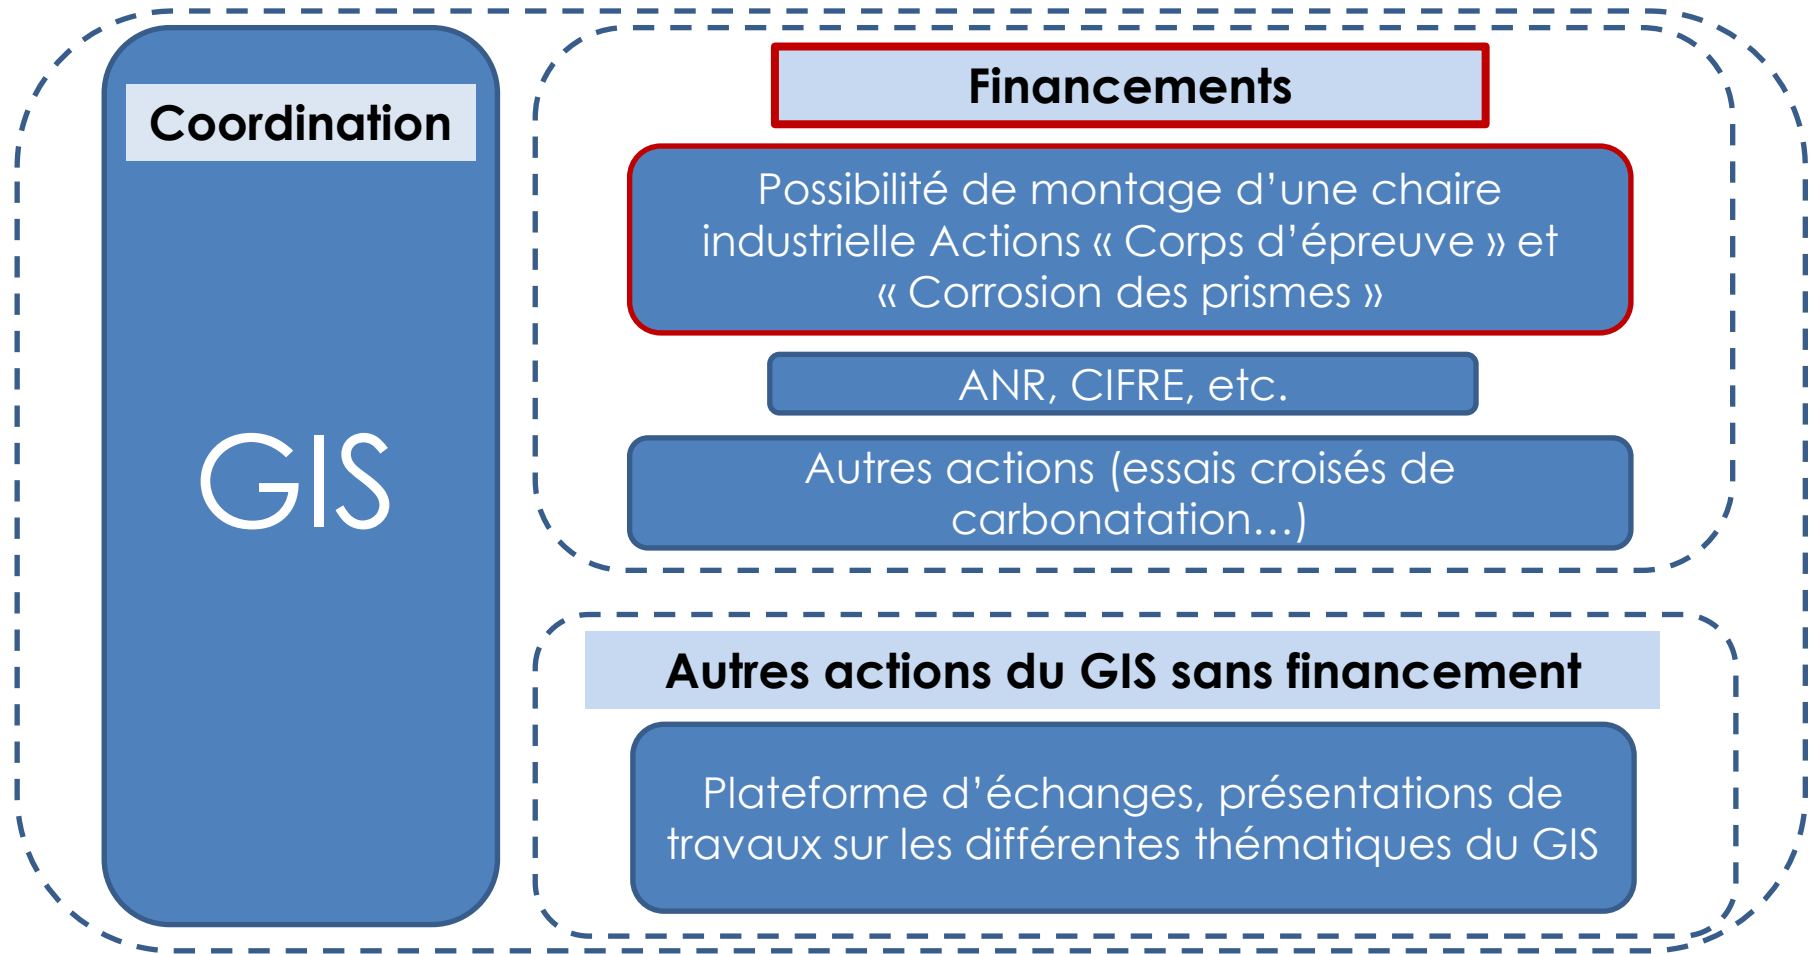 Coordination
GIS
Financements
Possibilité de montage d’une chaire
industrielle Actions « Corps d’épreuve » et
« Corrosion des prismes »
ANR, CIFRE, etc.
Autres actions (essais croisés de
carbonatation…)
Autres actions du GIS sans financement
Plateforme d’échanges, présentations de
travaux sur les différentes thématiques du GIS